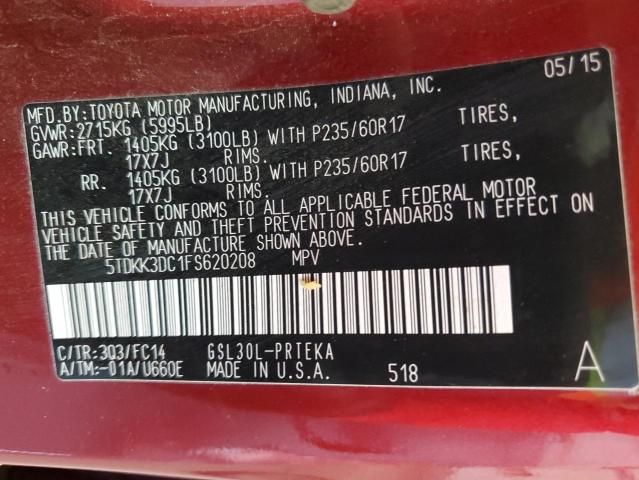 05/15
MFD.BY:TOYOTA MOTOR MANUFACTURING, INDIANA, INC.
GVWR:2715KG (5995LB)
GAWR:FRT. 1405KG (3100LB) WITH P235/60R17 TIRES,
17X7J RIMS.
RR. 1405KG (3100LB) WITH P235/60R17 TIRES,
17X7J RIMS.
THIS VEHICLE CONFORMS TO ALL APPLICABLE FEDERAL MOTOR
VEHICLE SAFETY AND THEFT PREVENTION STANDARDS IN EFFECT ON
THE DATE OF MANUFACTURE SHOWN ABOVE.
5TDKK3DC1FS620208 MPV
C/TR:3Q3/FC14 GSL30L-PRTEKA
A/TM:-01A/U660E MADE IN U.S.A. 518 A